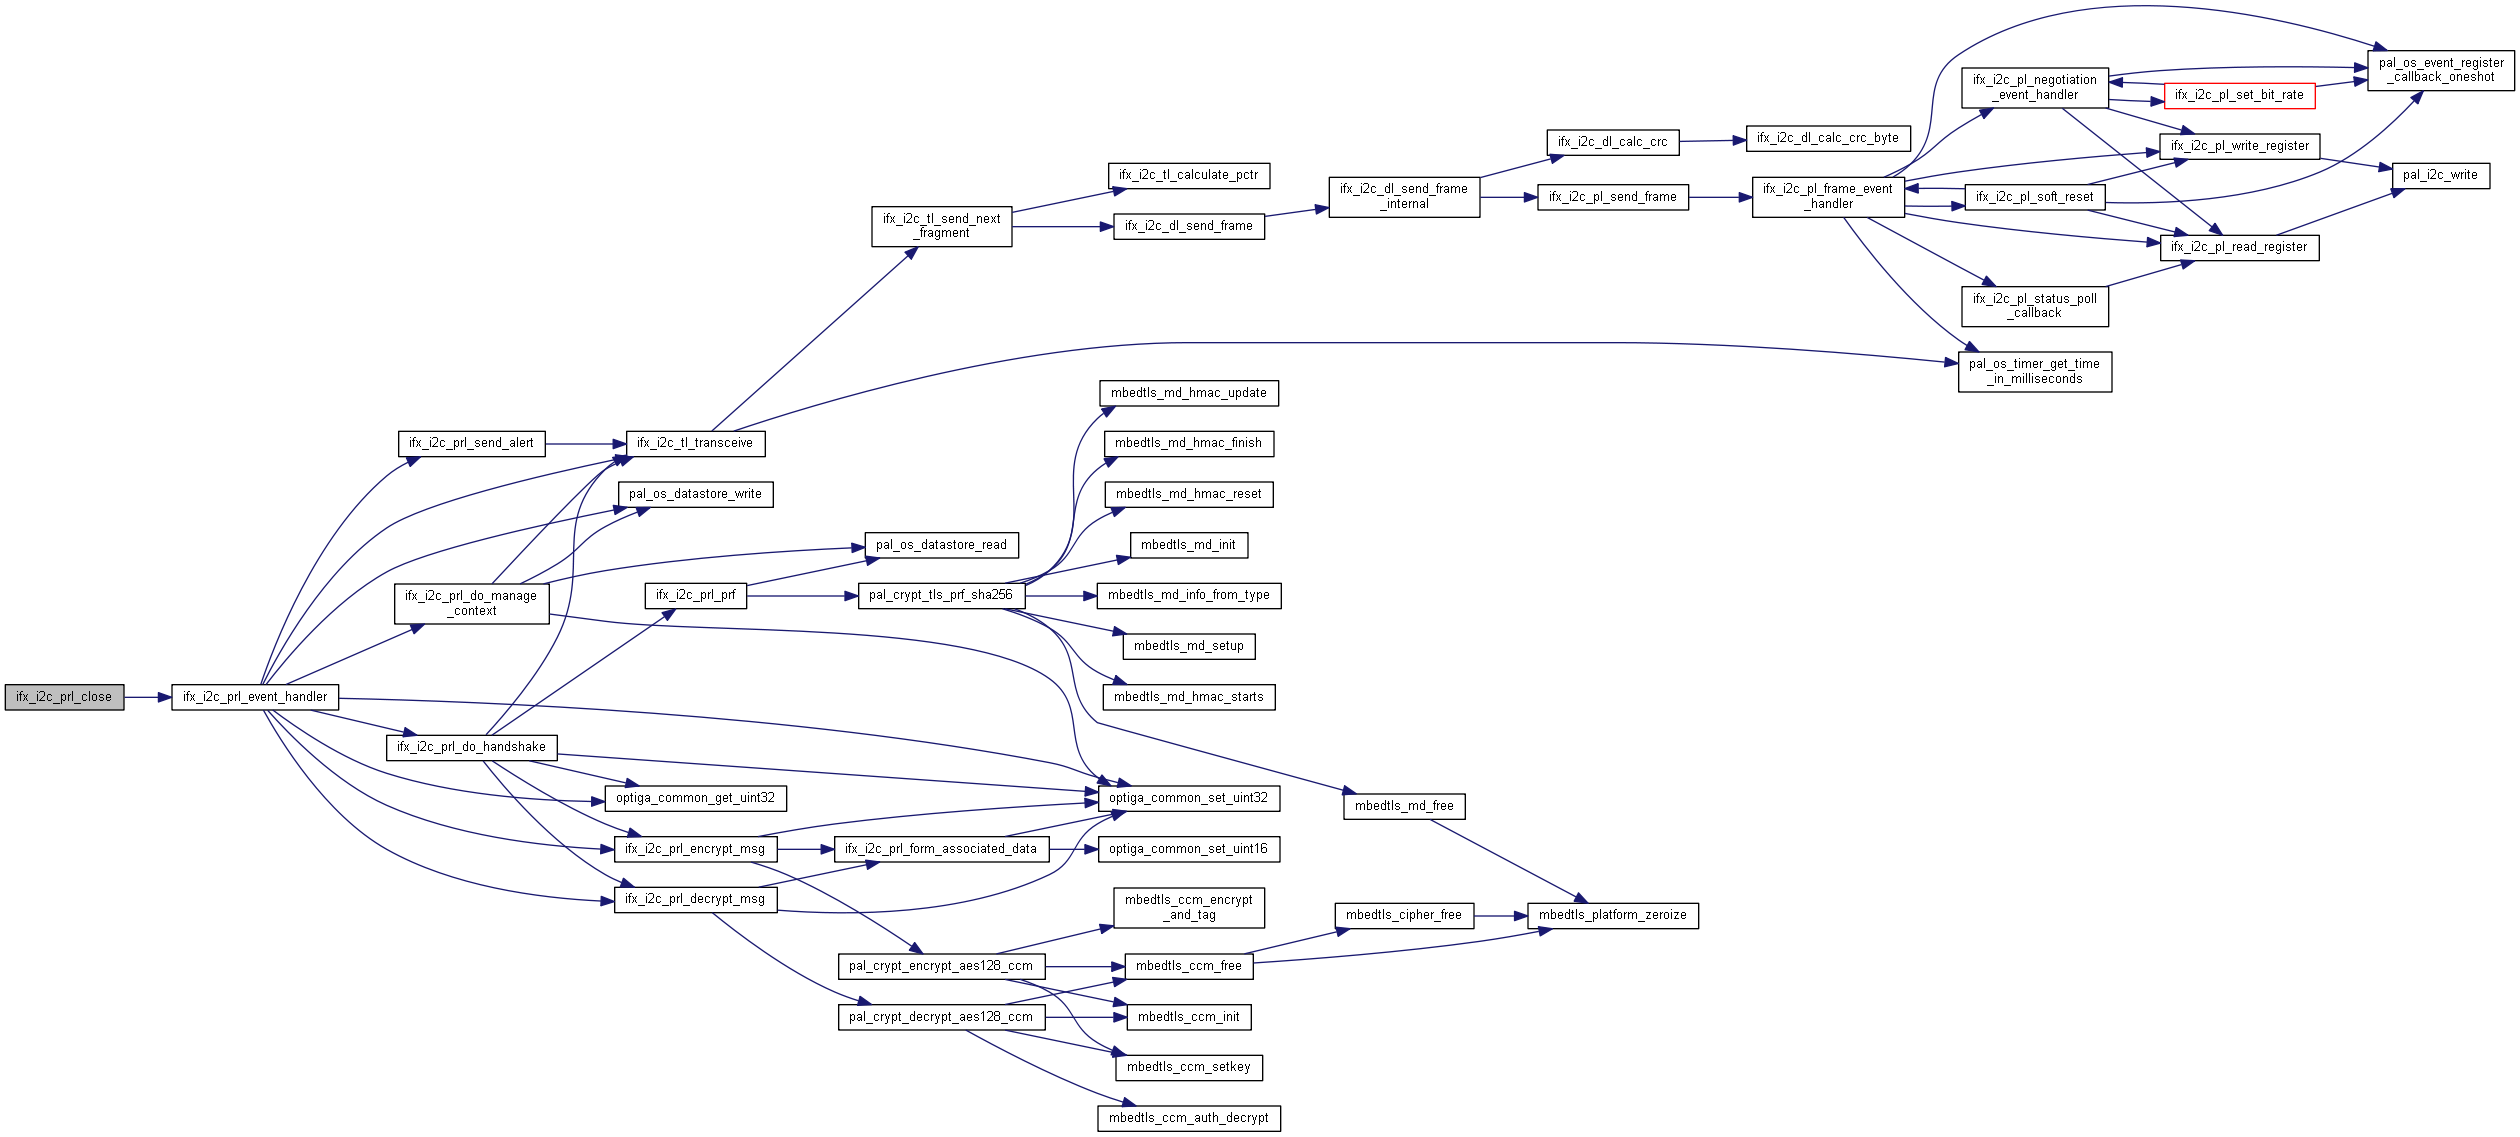 ifx_i2c_prl_close
ifx_i2c_prl_event_handler
ifx_i2c_prl_send_alert
ifx_i2c_prl_do_manage
_context
ifx_i2c_prl_do_handshake
ifx_i2c_tl_transceive
pal_os_datastore_write
ifx_i2c_prl_prf
optiga_common_get_uint32
ifx_i2c_prl_encrypt_msg
ifx_i2c_prl_decrypt_msg
ifx_i2c_tl_send_next
_fragment
pal_os_datastore_read
pal_crypt_tls_prf_sha256
ifx_i2c_prl_form_associated_data
pal_crypt_encrypt_aes128_ccm
pal_crypt_decrypt_aes128_ccm
ifx_i2c_tl_calculate_pctr
ifx_i2c_dl_send_frame
mbedtls_md_hmac_update
mbedtls_md_hmac_finish
mbedtls_md_hmac_reset
mbedtls_md_init
mbedtls_md_info_from_type
mbedtls_md_setup
mbedtls_md_hmac_starts
optiga_common_set_uint32
optiga_common_set_uint16
mbedtls_ccm_encrypt
_and_tag
mbedtls_ccm_free
mbedtls_ccm_init
mbedtls_ccm_setkey
mbedtls_ccm_auth_decrypt
ifx_i2c_dl_send_frame
_internal
mbedtls_md_free
mbedtls_cipher_free
ifx_i2c_dl_calc_crc
ifx_i2c_pl_send_frame
mbedtls_platform_zeroize
ifx_i2c_dl_calc_crc_byte
ifx_i2c_pl_frame_event
_handler
ifx_i2c_pl_negotiation
_event_handler
ifx_i2c_pl_soft_reset
ifx_i2c_pl_status_poll
_callback
pal_os_timer_get_time
_in_milliseconds
ifx_i2c_pl_set_bit_rate
ifx_i2c_pl_write_register
ifx_i2c_pl_read_register
pal_os_event_register
_callback_oneshot
pal_i2c_write